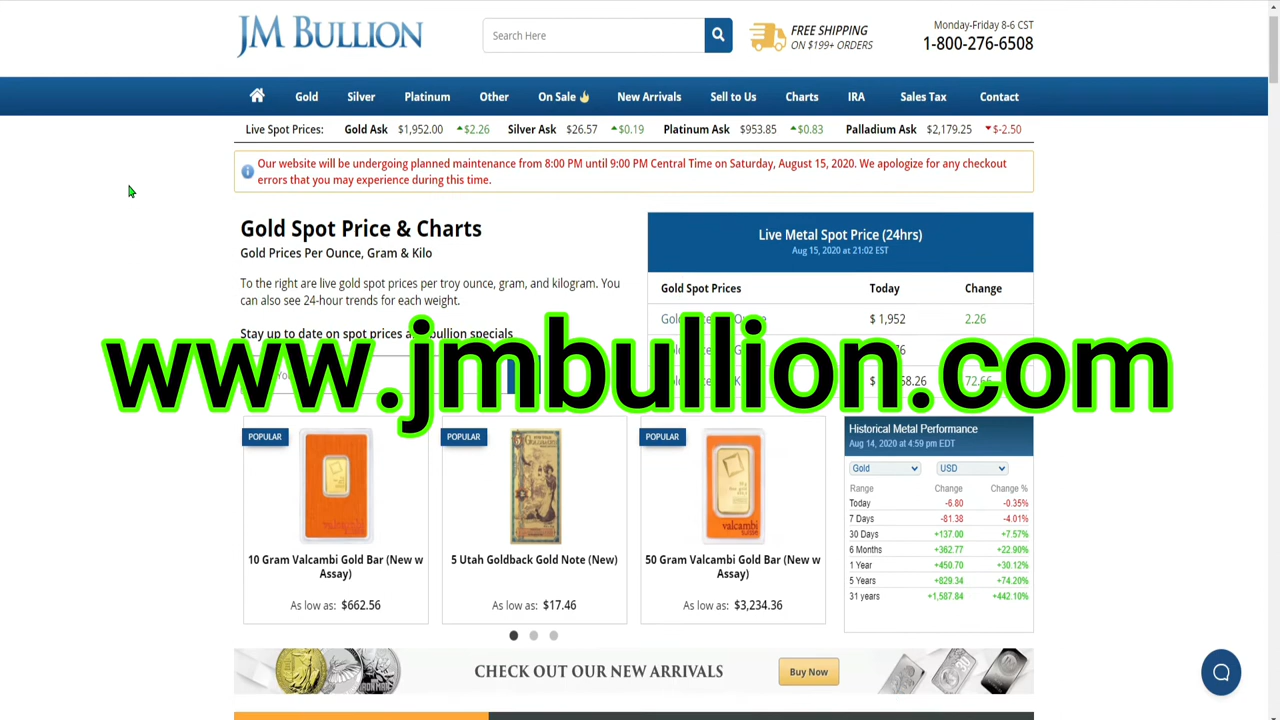 JM BULLION
Search Here
FREE SHIPPING
ON $199+ ORDERS
Monday-Friday 8-6 CST
1-800-276-6508
Gold Silver Platinum Other On Sale New Arrivals Sell to Us Charts IRA Sales Tax Contact
Live Spot Prices: Gold Ask $1,952.00 $2.26 Silver Ask $26.57 $0.19 Platinum Ask $953.85 $0.83 Palladium Ask $2,179.25 $-2.50
Our website will be undergoing planned maintenance from 8:00 PM until 9:00 PM Central Time on Saturday, August 15, 2020. We apologize for any checkout
errors that you may experience during this time.
Gold Spot Price & Charts
Gold Prices Per Ounce, Gram & Kilo
To the right are live gold spot prices per troy ounce, gram, and kilogram. You
can also see 24-hour trends for each weight.
Stay up to date on spot prices bullion specials
Live Metal Spot Price (24hrs)
Aug 15, 2020 at 21:02 EST
Gold Spot Prices Today Change
$ 1,952 2.26
www.jmbullion.com
POPULAR
10 Gram Valcambi Gold Bar (New w
Assay)
As low as: $662.56
POPULAR
5 Utah Goldback Gold Note (New)
As low as: $17.46
POPULAR
valcambi
50 Gram Valcambi Gold Bar (New w
Assay)
As low as: $3,234.36
Historical Metal Performance
Aug 14, 2020 at 4:59 pm EDT
Gold USD
Range Change Change %
Today -6.80 -0.35%
7 Days -81.38 -4.01%
30 Days +137.00 +7.57%
6 Months +362.77 +22.90%
1 Year +450.70 +30.12%
5 Years +829.34 +74.20%
31 years +1,587.84 +442.10%
CHECK OUT OUR NEW ARRIVALS
Buy Now